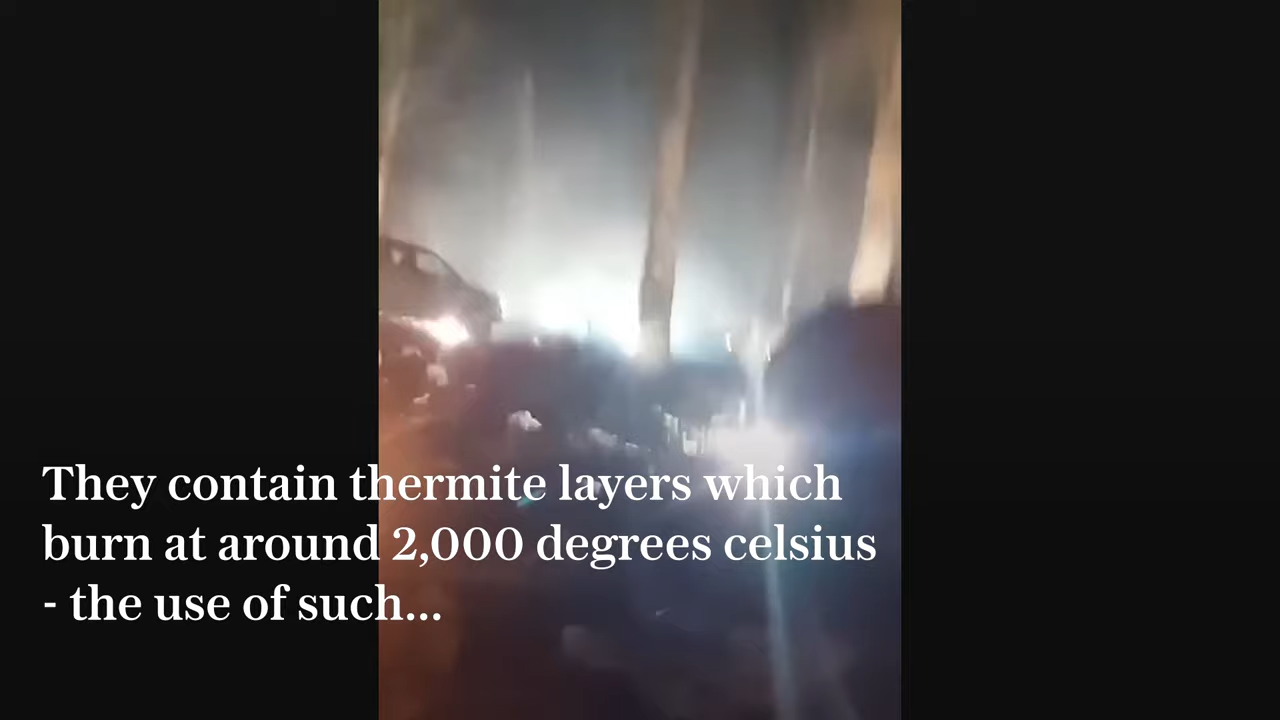 They contain thermite layers which
burn at around 2,000 degrees celsius
- the use of such...